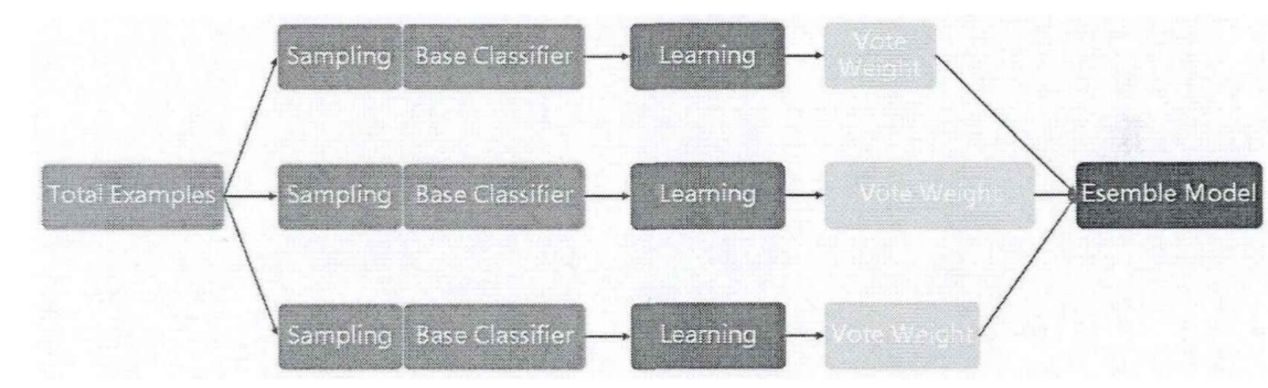 Sampling Base Classifier Learning Vote
Weight
Total Examples Sampling Base Classifier Learning Vote Weight Esemble Model
Sampling Base Classifier Learning Vote Weight